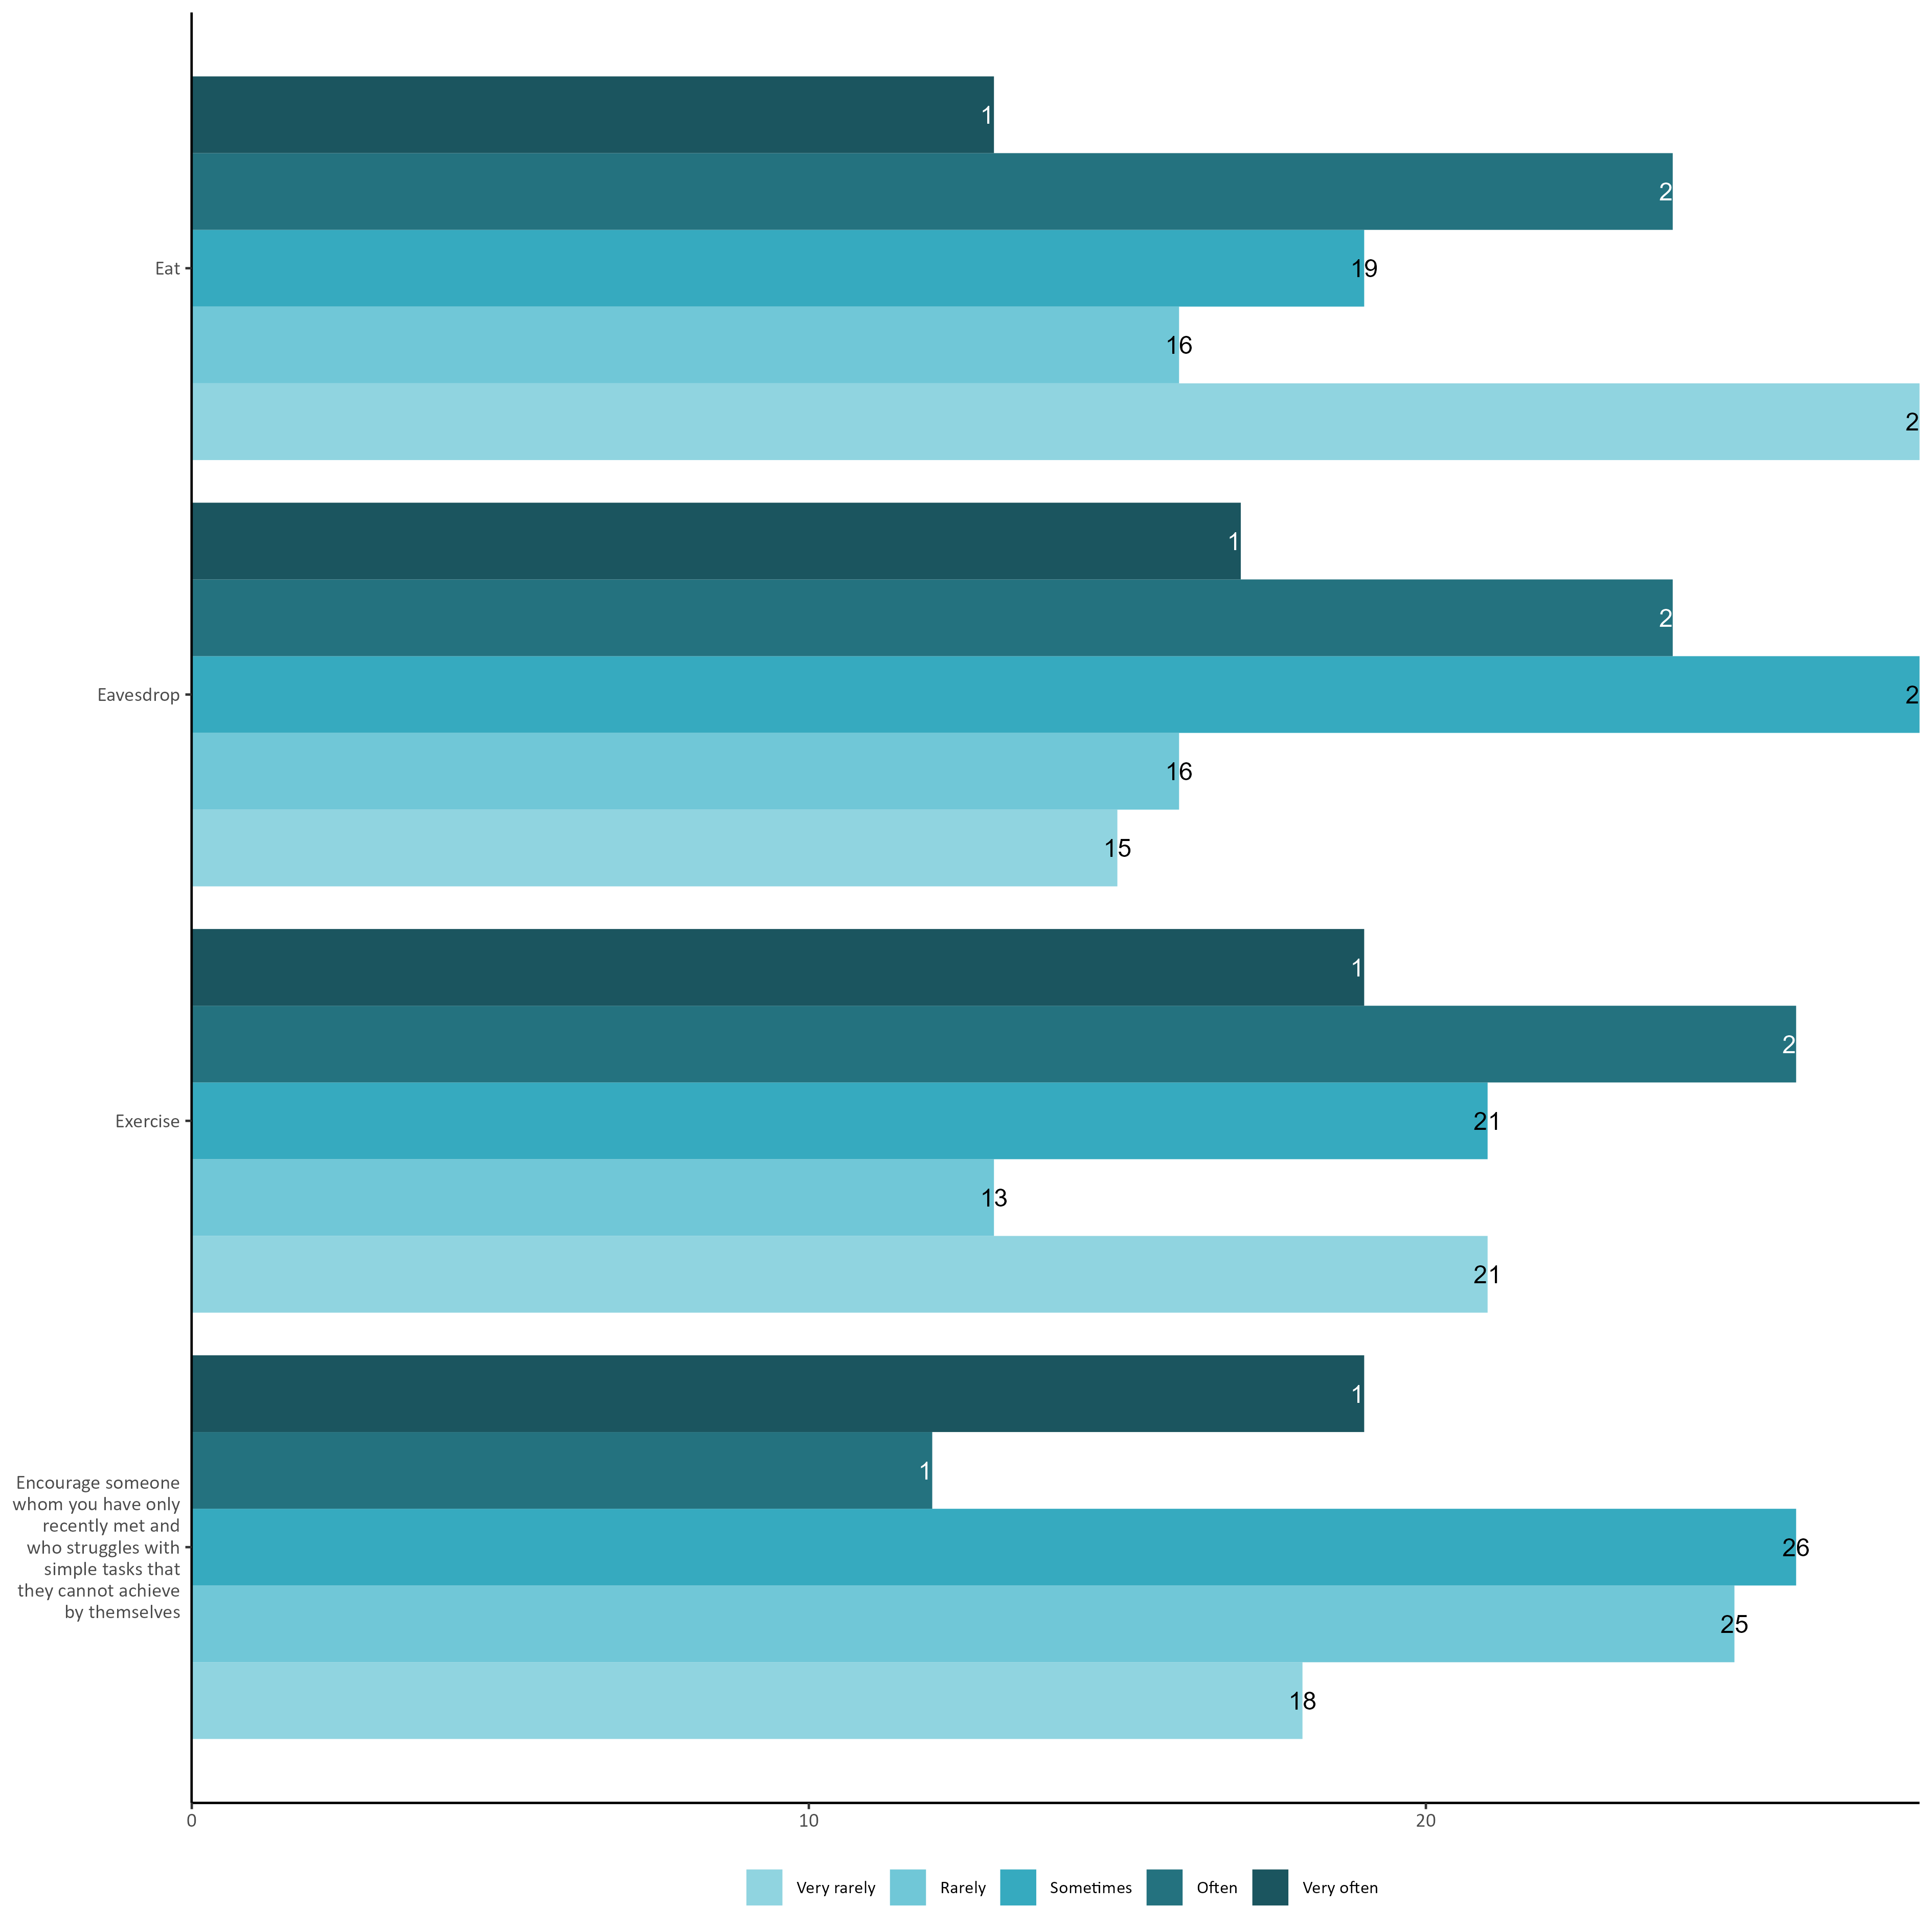 1
2
Eat
19
16
2
1
2
Eavesdrop
2
16
15
1
2
Exercise
21
13
21
1
1
Encourage someone
whom you have only
recently met and
who struggles with
simple tasks that
they cannot achieve
by themselves
26
25
18
0 10 20
Very rarely Rarely Sometimes Often Very often